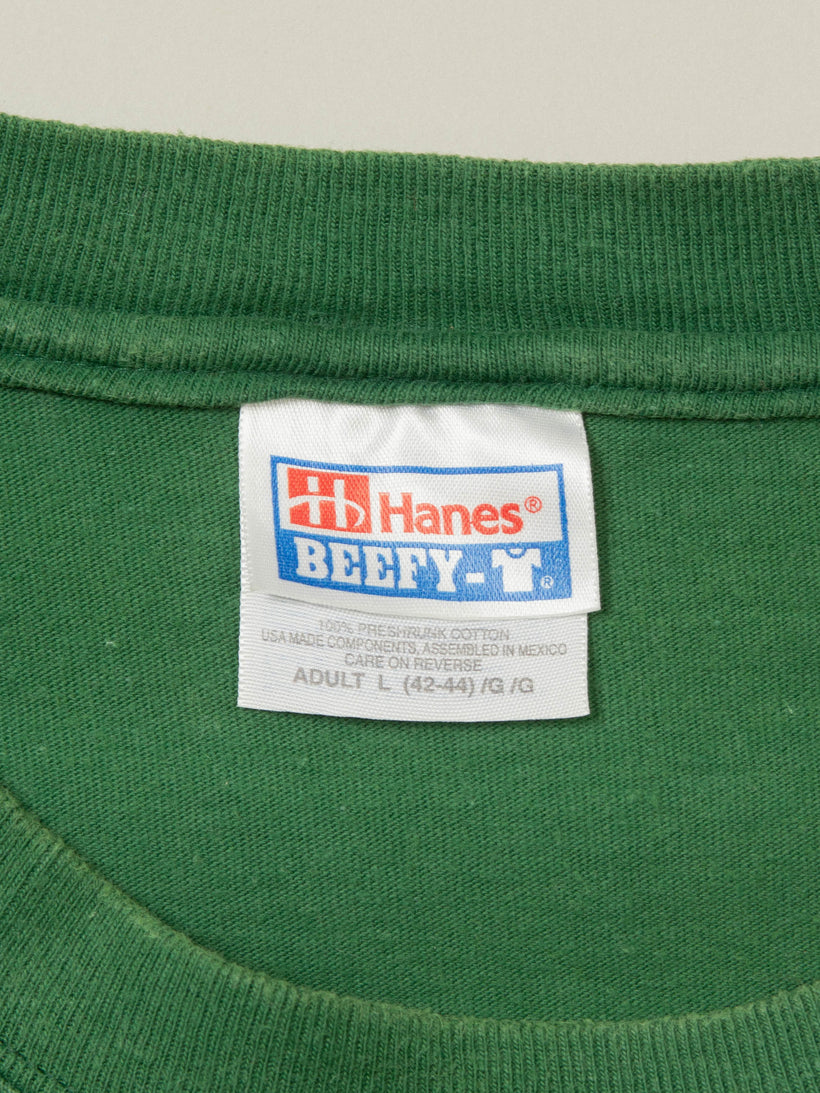 Hanes®
BEEFY-T®
100% PRESHRUNK COTTON
USA MADE COMPONENTS, ASSEMBLED IN MEXICO
CARE ON REVERSE
ADULT L (42-44) /G /G